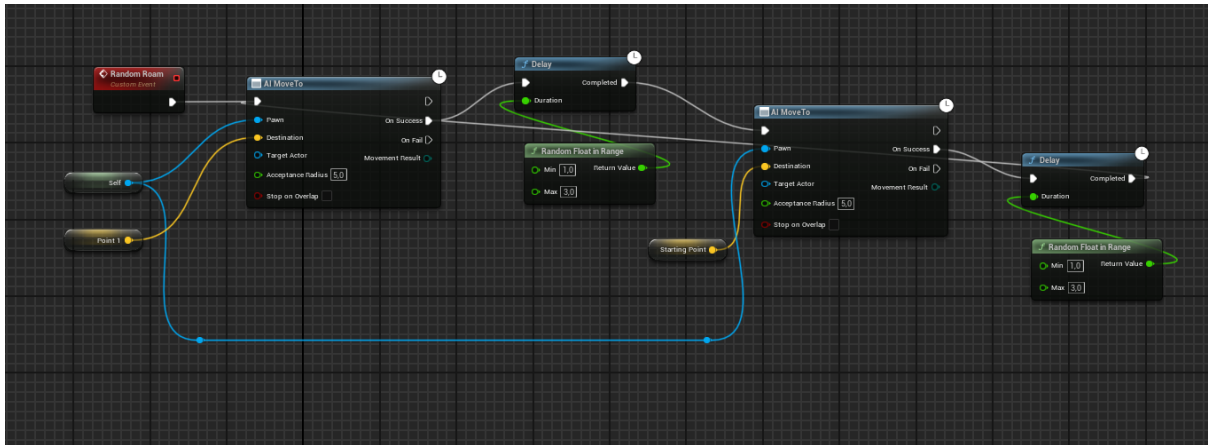 Random Roam
Custom Event
AI MoveTo
Pawn
On Success
Destination
On Fail
Target Actor
Movement Result
Acceptance Radius 5,0
Stop on Overlap
Self
Point 1
Delay
Completed
Duration
Random Float in Range
Min 1,0
Return Value
Max 3,0
AI MoveTo
Pawn
On Success
Destination
On Fail
Target Actor
Movement Result
Acceptance Radius 5,0
Stop on Overlap
Starting Point
Delay
Completed
Duration
Random Float in Range
Min 1,0
Return Value
Max 3,0